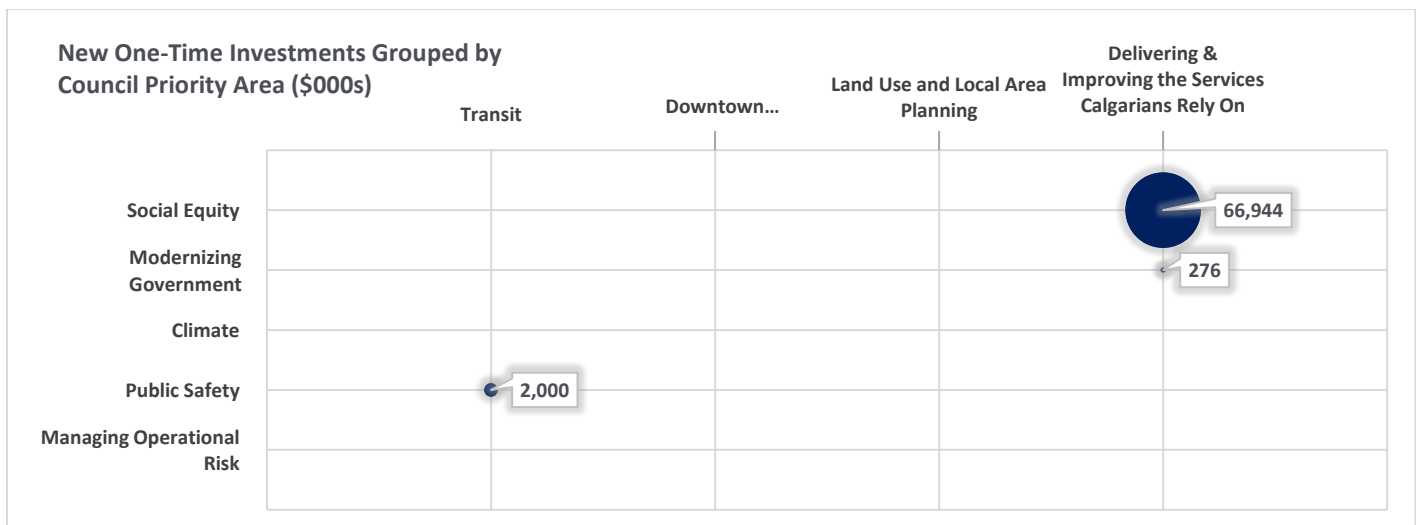 New One-Time Investments Grouped by
Council Priority Area ($000s)
Transit
Downtown…
Land Use and Local Area
Planning
Delivering &
Improving the Services
Calgarians Rely On
Social Equity
66,944
Modernizing
Government
276
Climate
Public Safety
2,000
Managing Operational
Risk